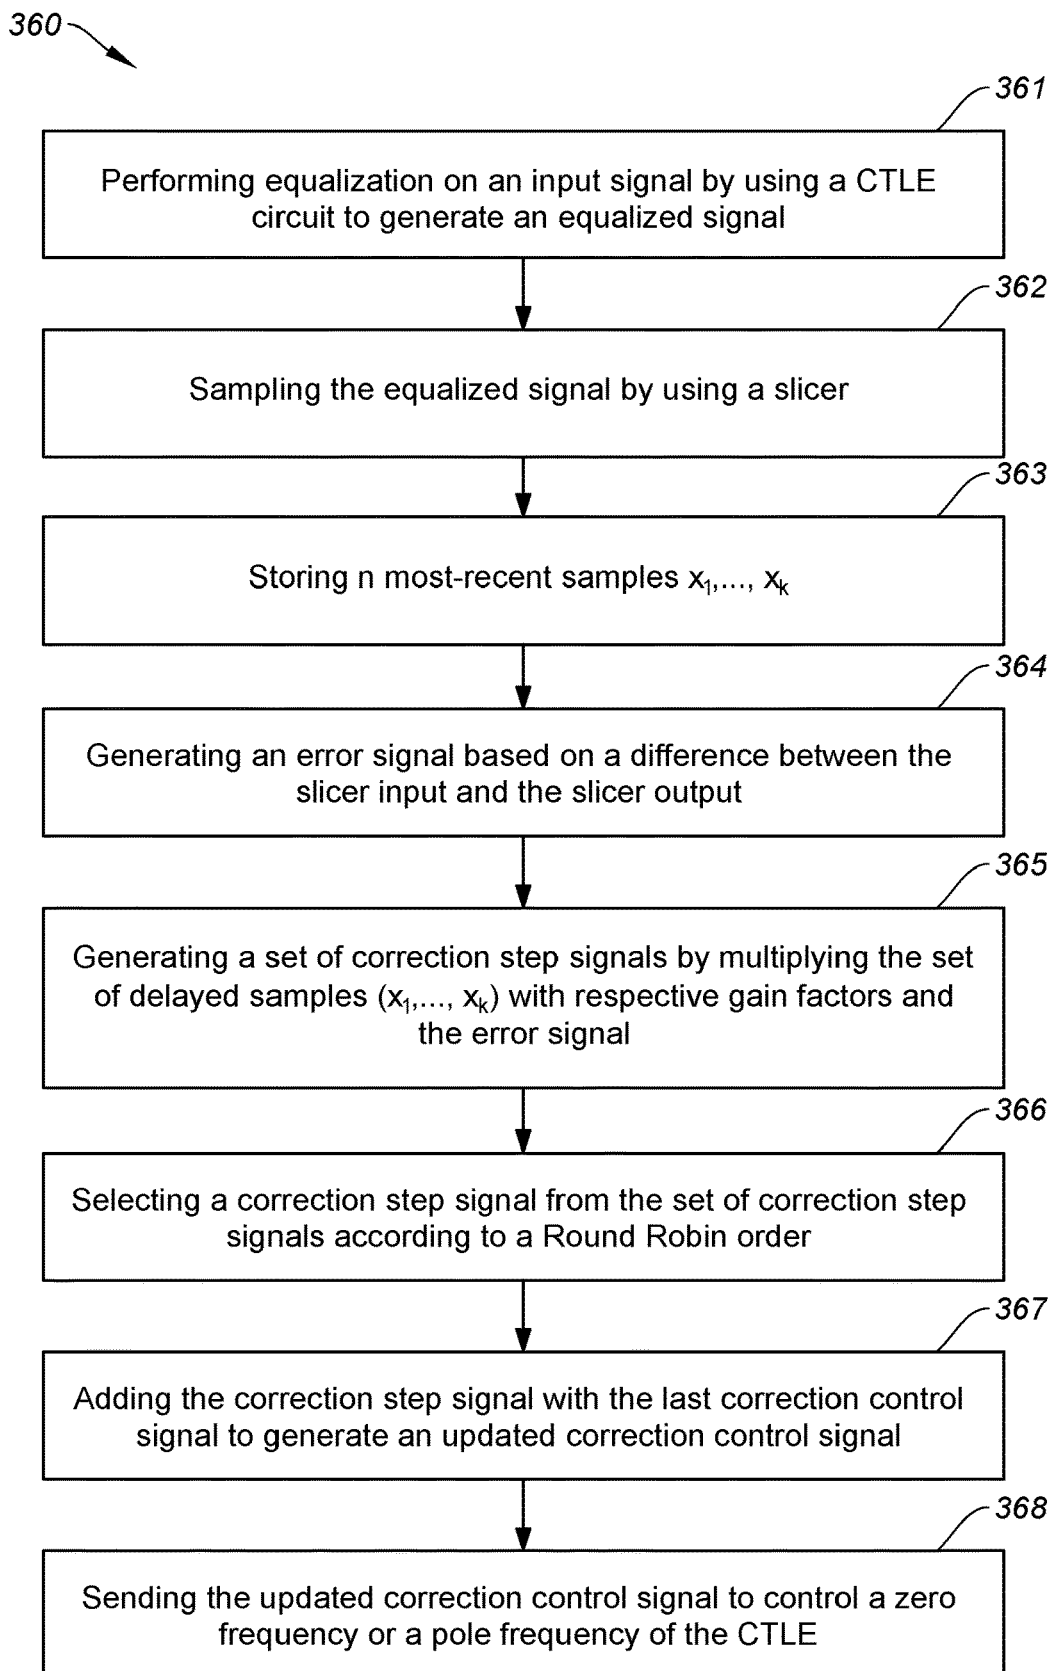 360
361
Performing equalization on an input signal by using a CTLE
circuit to generate an equalized signal
362
Sampling the equalized signal by using a slicer
363
Storing n most-recent samples x₁,..., xₖ
364
Generating an error signal based on a difference between the
slicer input and the slicer output
365
Generating a set of correction step signals by multiplying the set
of delayed samples (x₁,..., xₖ) with respective gain factors and
the error signal
366
Selecting a correction step signal from the set of correction step
signals according to a Round Robin order
367
Adding the correction step signal with the last correction control
signal to generate an updated correction control signal
368
Sending the updated correction control signal to control a zero
frequency or a pole frequency of the CTLE